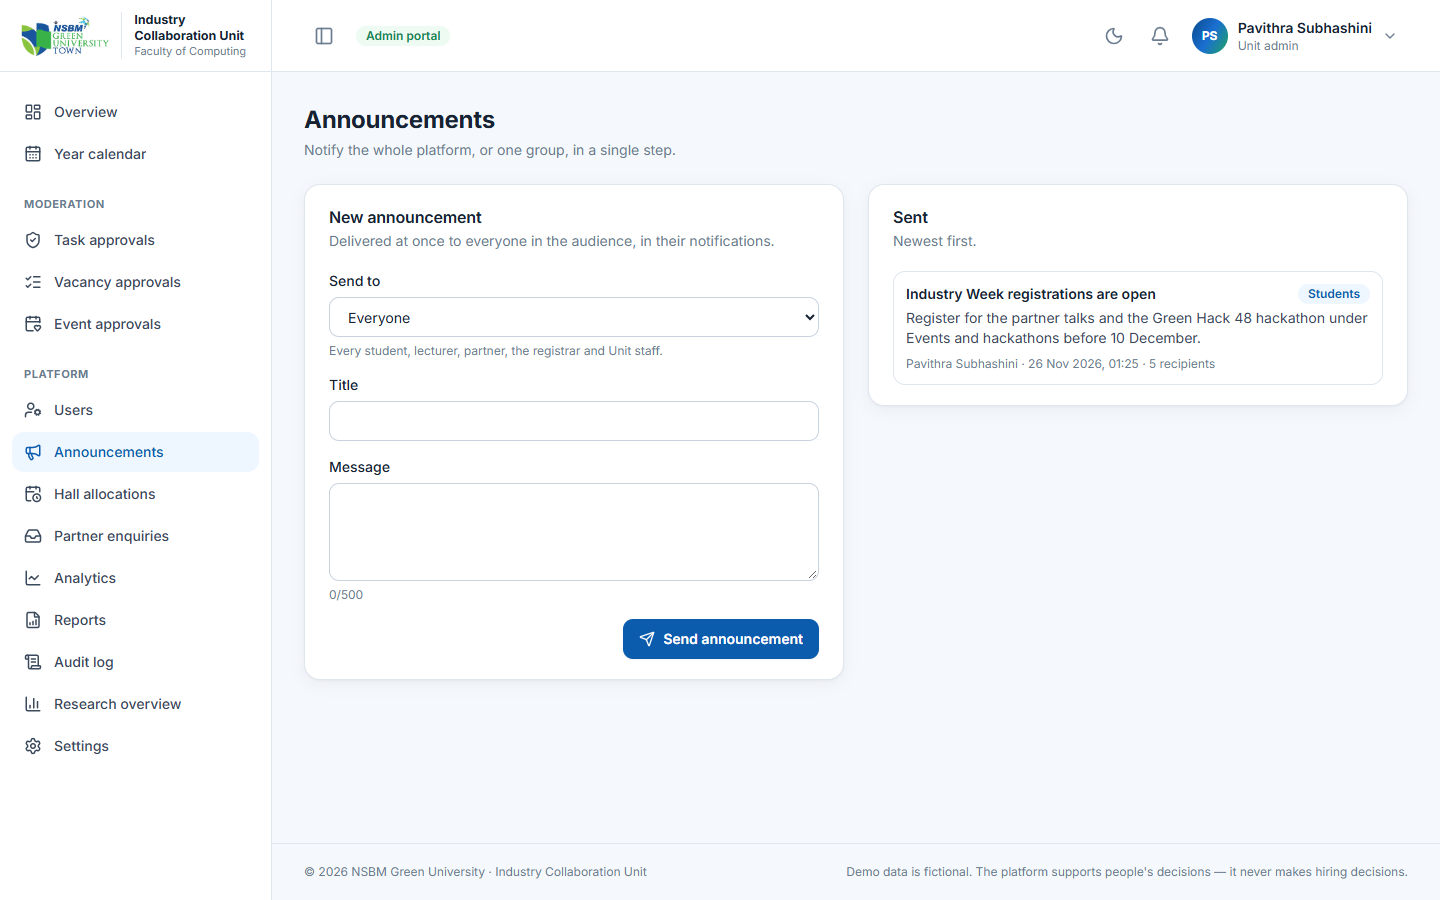 NSBM
GREEN
UNIVERSITY
TOWN
Industry
Collaboration Unit
Faculty of Computing
Admin portal
PS
Pavithra Subhashini
Unit admin
Overview
Year calendar
MODERATION
Task approvals
Vacancy approvals
Event approvals
PLATFORM
Users
Announcements
Hall allocations
Partner enquiries
Analytics
Reports
Audit log
Research overview
Settings
Announcements
Notify the whole platform, or one group, in a single step.
New announcement
Delivered at once to everyone in the audience, in their notifications.
Send to
Everyone
Every student, lecturer, partner, the registrar and Unit staff.
Title
Message
0/500
Send announcement
Sent
Newest first.
Industry Week registrations are open
Students
Register for the partner talks and the Green Hack 48 hackathon under
Events and hackathons before 10 December.
Pavithra Subhashini · 26 Nov 2026, 01:25 · 5 recipients
© 2026 NSBM Green University · Industry Collaboration Unit
Demo data is fictional. The platform supports people's decisions — it never makes hiring decisions.